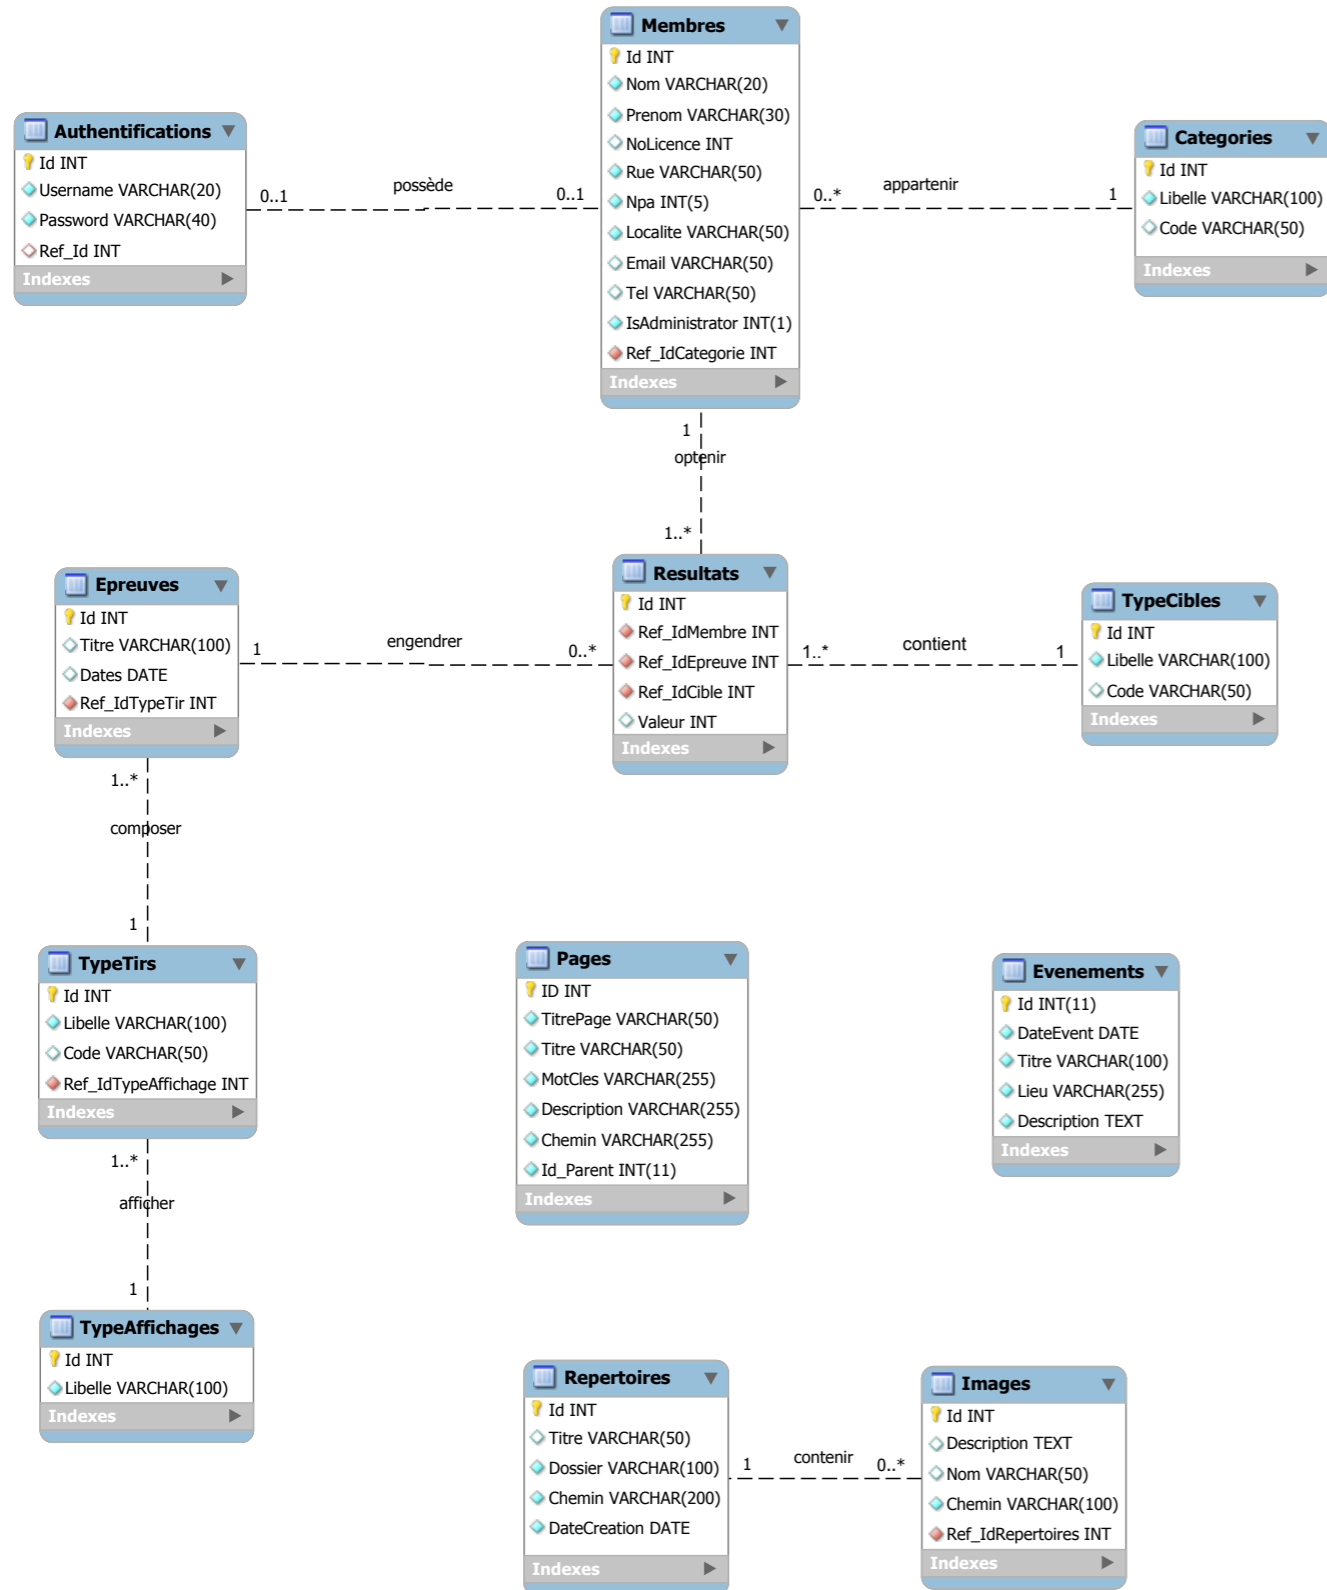 Membres
Id INT
Nom VARCHAR(20)
Prenom VARCHAR(30)
NoLicence INT
Rue VARCHAR(50)
Npa INT(5)
Localite VARCHAR(50)
Email VARCHAR(50)
Tel VARCHAR(50)
IsAdministrator INT(1)
Ref_IdCategorie INT
Indexes
Authentifications
Id INT
Username VARCHAR(20)
Password VARCHAR(40)
Ref_Id INT
Indexes
0..1
possède
0..1
Categories
Id INT
Libelle VARCHAR(100)
Code VARCHAR(50)
Indexes
0..*
appartenir
1
1
optenir
1..*
Epreuves
Id INT
Titre VARCHAR(100)
Dates DATE
Ref_IdTypeTir INT
Indexes
1
engendrer
0..*
Resultats
Id INT
Ref_IdMembre INT
Ref_IdEpreuve INT
Ref_IdCible INT
Valeur INT
Indexes
1..*
contient
1
TypeCibles
Id INT
Libelle VARCHAR(100)
Code VARCHAR(50)
Indexes
1..*
composer
1
TypeTirs
Id INT
Libelle VARCHAR(100)
Code VARCHAR(50)
Ref_IdTypeAffichage INT
Indexes
Pages
ID INT
TitrePage VARCHAR(50)
Titre VARCHAR(50)
MotCles VARCHAR(255)
Description VARCHAR(255)
Chemin VARCHAR(255)
Id_Parent INT(11)
Indexes
Evenements
Id INT(11)
DateEvent DATE
Titre VARCHAR(100)
Lieu VARCHAR(255)
Description TEXT
Indexes
1..*
afficher
1
TypeAffichages
Id INT
Libelle VARCHAR(100)
Indexes
Repertoires
Id INT
Titre VARCHAR(50)
Dossier VARCHAR(100)
Chemin VARCHAR(200)
DateCreation DATE
Indexes
1
contenir
0..*
Images
Id INT
Description TEXT
Nom VARCHAR(50)
Chemin VARCHAR(100)
Ref_IdRepertoires INT
Indexes